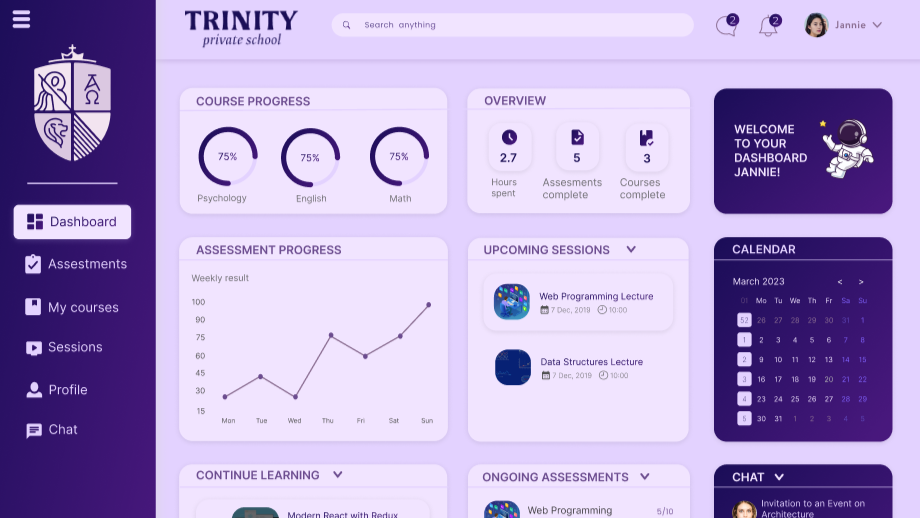 TRINITY
private school
Search anything
2
2
Jannie
Dashboard
Assestments
My courses
Sessions
Profile
Chat
COURSE PROGRESS
75%
75%
75%
Psychology
English
Math
OVERVIEW
2.7
5
3
Hours
spent
Assesments
complete
Courses
complete
WELCOME
TO YOUR
DASHBOARD
JANNIE!
ASSESSMENT PROGRESS
Weekly result
100
90
75
60
45
30
15
Mon Tue Wed Thu Fri Sat Sun
UPCOMING SESSIONS
Web Programming Lecture
7 Dec, 2019 10:00
Data Structures Lecture
7 Dec, 2019 10:00
CALENDAR
March 2023 < >
01 Mo Tu We Th Fr Sa Su
52 26 27 28 29 30 31 1
1 2 3 4 5 6 7 8
2 9 10 11 12 13 14 15
3 16 17 18 19 20 21 22
4 23 24 25 26 27 28 29
5 30 31 1 2 3 4 5
CONTINUE LEARNING
Modern React with Redux
ONGOING ASSESSMENTS
Web Programming 5/10
CHAT
Invitation to an Event on
Architecture